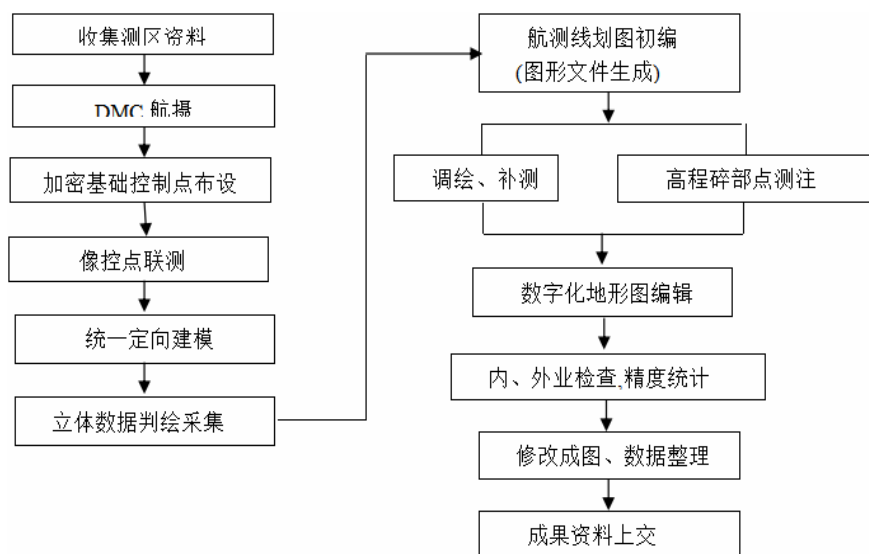 收集测区资料
DMC 航摄
加密基础控制点布设
像控点联测
统一定向建模
立体数据判绘采集
航测线划图初编
(图形文件生成)
调绘、补测
高程碎部点测注
数字化地形图编辑
内、外业检查,精度统计
修改成图、数据整理
成果资料上交